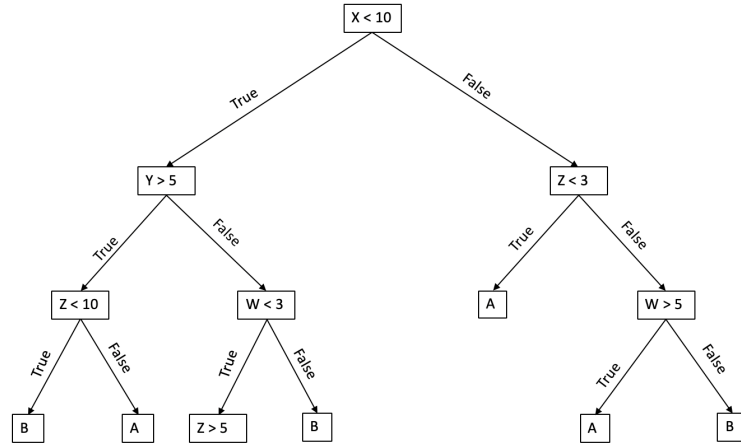 X < 10
True
False
Y > 5
Z < 3
True
False
True
False
Z < 10
W < 3
A
W > 5
True
False
True
False
True
False
B
A
Z > 5
B
A
B